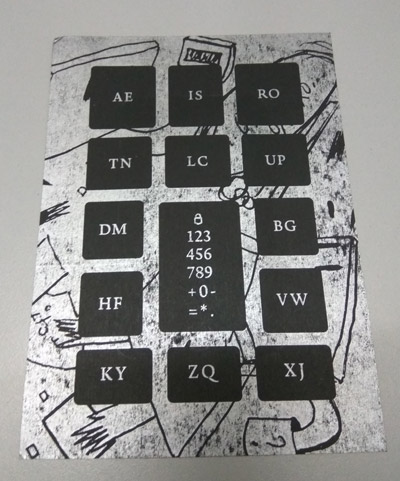 AE IS RO
TN LC UP
DM BG
123
456
789
+0-
=*.
HF VW
KY ZQ XJ